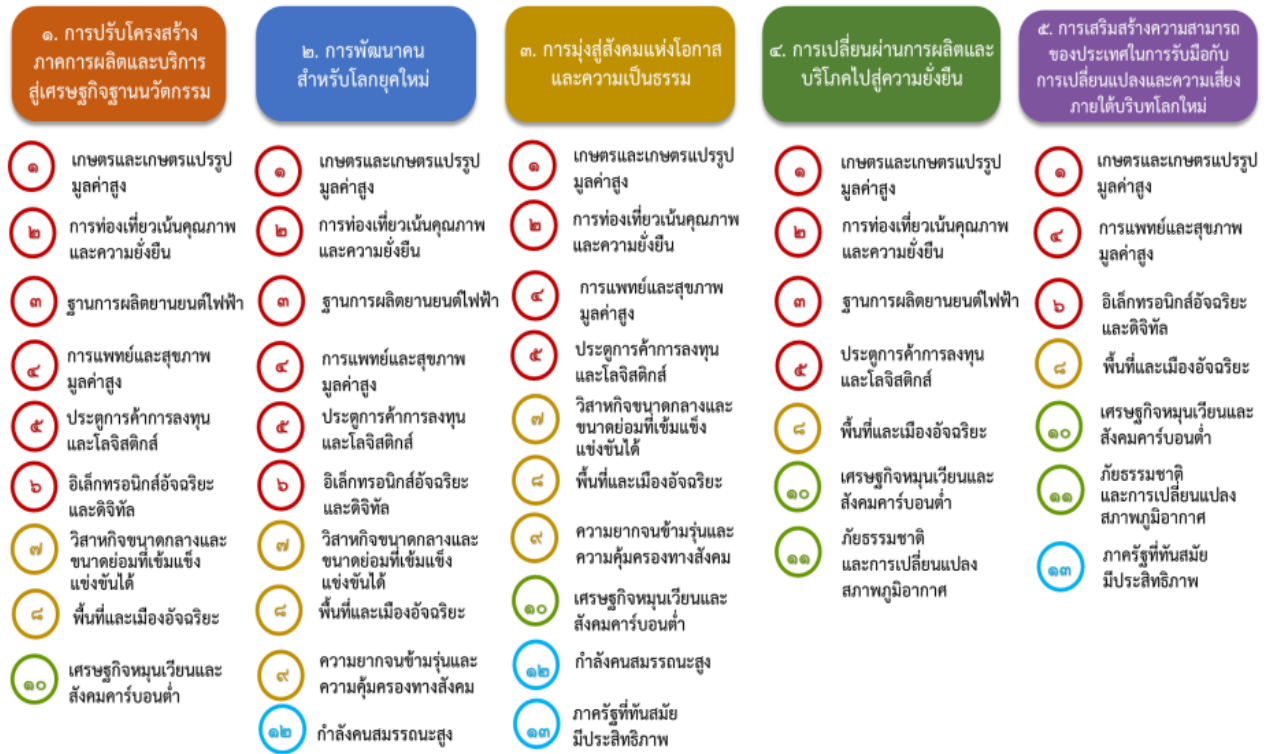 ๑. การปรับโครงสร้าง
ภาคการผลิตและบริการ
สู่เศรษฐกิจฐานนวัตกรรม
๑
เกษตรและเกษตรแปรรูป
มูลค่าสูง
๒
การท่องเที่ยวเน้นคุณภาพ
และความยั่งยืน
๓
ฐานการผลิตยานยนต์ไฟฟ้า
๔
การแพทย์และสุขภาพ
มูลค่าสูง
๕
ประตูการค้าการลงทุน
และโลจิสติกส์
๖
อิเล็กทรอนิกส์อัจฉริยะ
และดิจิทัล
๗
วิสาหกิจขนาดกลางและ
ขนาดย่อมที่เข้มแข็ง
แข่งขันได้
๘
พื้นที่และเมืองอัจฉริยะ
๑๐
เศรษฐกิจหมุนเวียนและ
สังคมคาร์บอนต่ำ
๒. การพัฒนาคน
สำหรับโลกยุคใหม่
๑
เกษตรและเกษตรแปรรูป
มูลค่าสูง
๒
การท่องเที่ยวเน้นคุณภาพ
และความยั่งยืน
๓
ฐานการผลิตยานยนต์ไฟฟ้า
๔
การแพทย์และสุขภาพ
มูลค่าสูง
๕
ประตูการค้าการลงทุน
และโลจิสติกส์
๖
อิเล็กทรอนิกส์อัจฉริยะ
และดิจิทัล
๗
วิสาหกิจขนาดกลางและ
ขนาดย่อมที่เข้มแข็ง
แข่งขันได้
๘
พื้นที่และเมืองอัจฉริยะ
๙
ความยากจนข้ามรุ่นและ
ความคุ้มครองทางสังคม
๑๒
กำลังคนสมรรถนะสูง
๓. การมุ่งสู่สังคมแห่งโอกาส
และความเป็นธรรม
๑
เกษตรและเกษตรแปรรูป
มูลค่าสูง
๒
การท่องเที่ยวเน้นคุณภาพ
และความยั่งยืน
๔
การแพทย์และสุขภาพ
มูลค่าสูง
๕
ประตูการค้าการลงทุน
และโลจิสติกส์
๗
วิสาหกิจขนาดกลางและ
ขนาดย่อมที่เข้มแข็ง
แข่งขันได้
๘
พื้นที่และเมืองอัจฉริยะ
๙
ความยากจนข้ามรุ่นและ
ความคุ้มครองทางสังคม
๑๐
เศรษฐกิจหมุนเวียนและ
สังคมคาร์บอนต่ำ
๑๒
กำลังคนสมรรถนะสูง
๑๓
ภาครัฐที่ทันสมัย
มีประสิทธิภาพ
๔. การเปลี่ยนผ่านการผลิตและ
บริโภคไปสู่ความยั่งยืน
๑
เกษตรและเกษตรแปรรูป
มูลค่าสูง
๒
การท่องเที่ยวเน้นคุณภาพ
และความยั่งยืน
๓
ฐานการผลิตยานยนต์ไฟฟ้า
๕
ประตูการค้าการลงทุน
และโลจิสติกส์
๘
พื้นที่และเมืองอัจฉริยะ
๑๐
เศรษฐกิจหมุนเวียนและ
สังคมคาร์บอนต่ำ
๑๑
ภัยธรรมชาติ
และการเปลี่ยนแปลง
สภาพภูมิอากาศ
๕. การเสริมสร้างความสามารถ
ของประเทศในการรับมือกับ
การเปลี่ยนแปลงและความเสี่ยง
ภายใต้บริบทโลกใหม่
๑
เกษตรและเกษตรแปรรูป
มูลค่าสูง
๔
การแพทย์และสุขภาพ
มูลค่าสูง
๖
อิเล็กทรอนิกส์อัจฉริยะ
และดิจิทัล
๘
พื้นที่และเมืองอัจฉริยะ
๑๐
เศรษฐกิจหมุนเวียนและ
สังคมคาร์บอนต่ำ
๑๑
ภัยธรรมชาติ
และการเปลี่ยนแปลง
สภาพภูมิอากาศ
๑๓
ภาครัฐที่ทันสมัย
มีประสิทธิภาพ